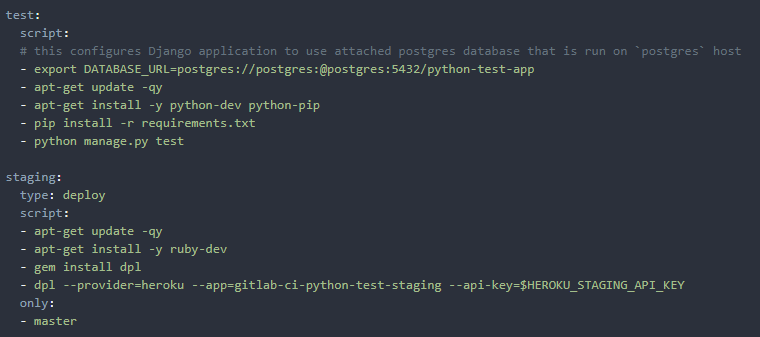 test:
  script:
  # this configures Django application to use attached postgres database that is run on `postgres` host
  - export DATABASE_URL=postgres://postgres:@postgres:5432/python-test-app
  - apt-get update -qy
  - apt-get install -y python-dev python-pip
  - pip install -r requirements.txt
  - python manage.py test

staging:
  type: deploy
  script:
  - apt-get update -qy
  - apt-get install -y ruby-dev
  - gem install dpl
  - dpl --provider=heroku --app=gitlab-ci-python-test-staging --api-key=$HEROKU_STAGING_API_KEY
  only:
  - master